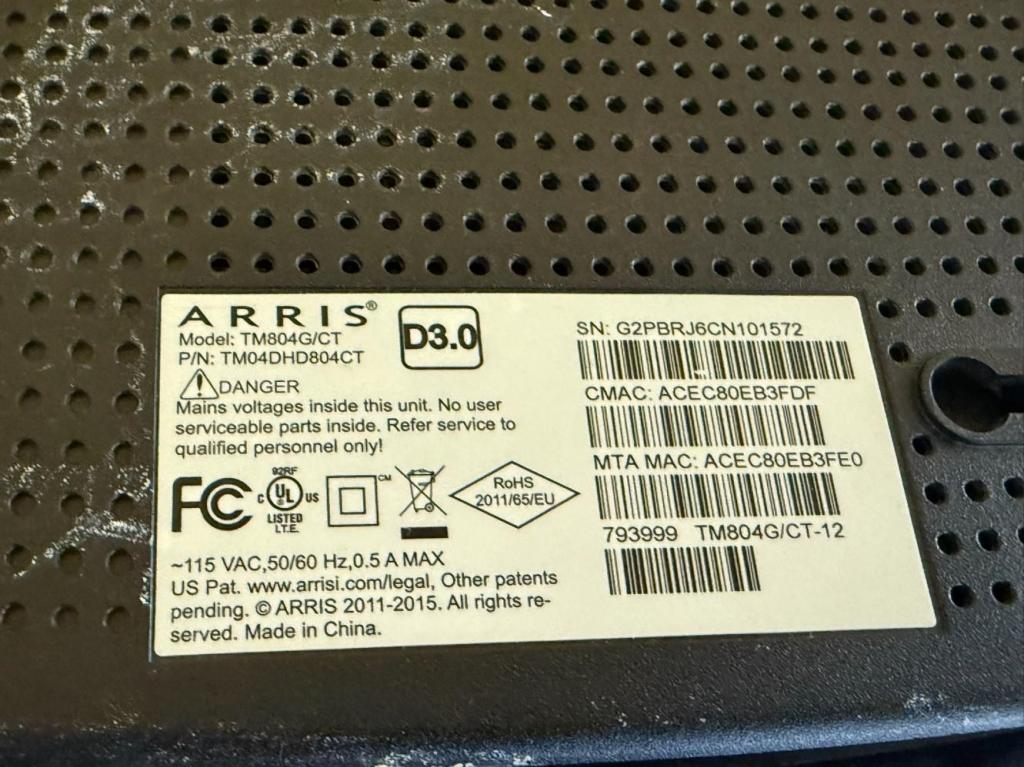 ARRIS®
D3.0
Model: TM804G/CT
P/N: TM04DHD804CT
DANGER
Mains voltages inside this unit. No user
serviceable parts inside. Refer service to
qualified personnel only!
FC
92RF
C UL US
LISTED
I.T.E.
CM
RoHS
2011/65/EU
~115 VAC,50/60 Hz,0.5 A MAX
US Pat. www.arrisi.com/legal, Other patents
pending. © ARRIS 2011-2015. All rights re-
served. Made in China.
SN: G2PBRJ6CN101572
CMAC: ACEC80EB3FDF
MTA MAC: ACEC80EB3FE0
793999 TM804G/CT-12